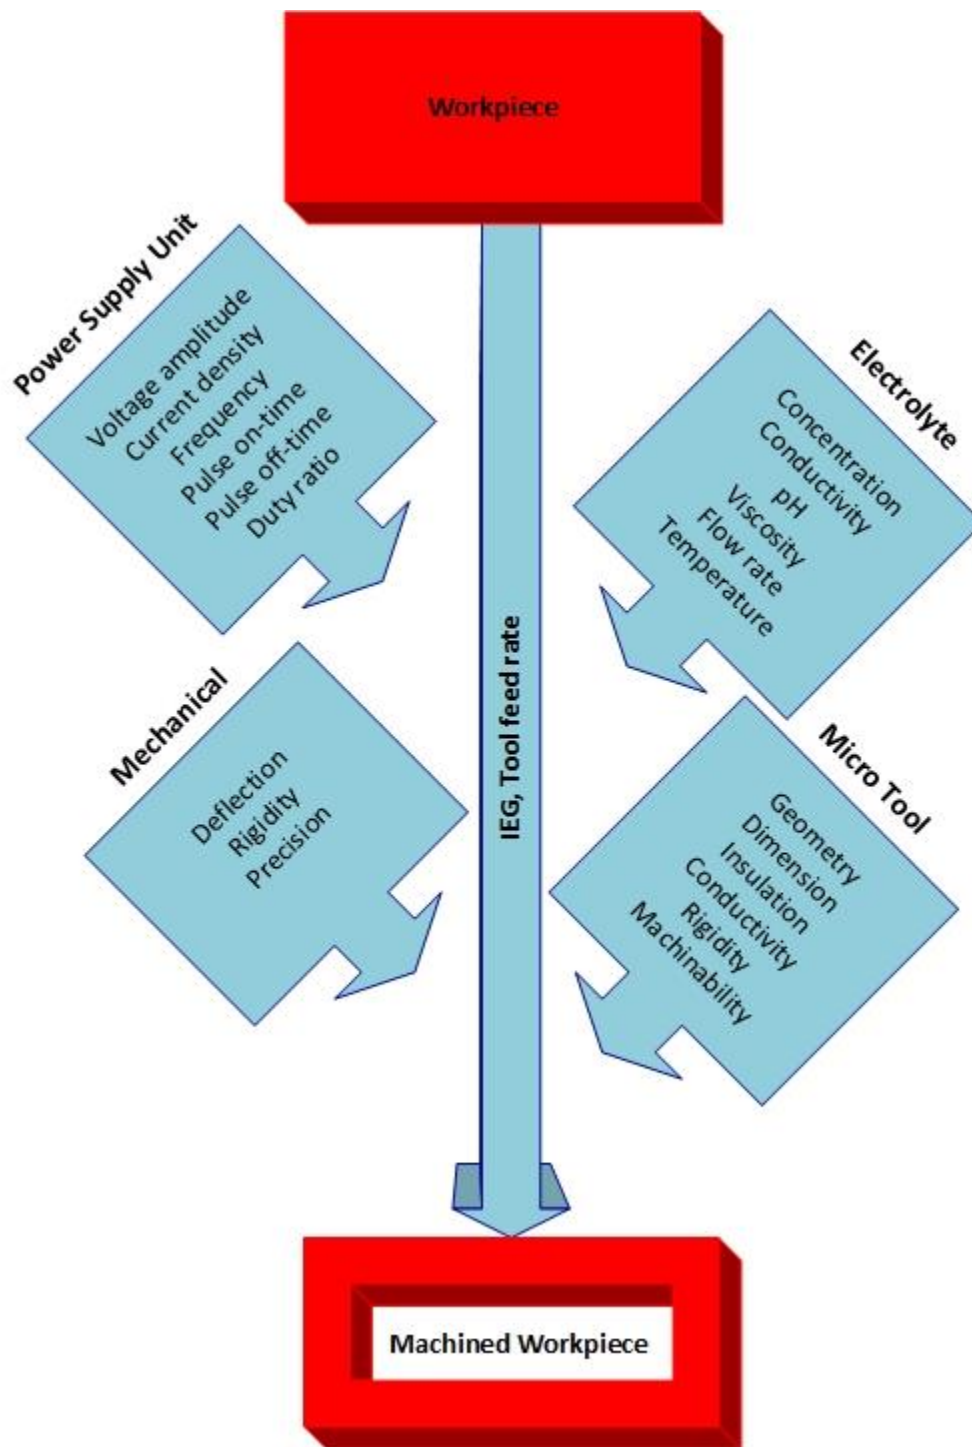 Workpiece
Power Supply Unit
Voltage amplitude
Current density
Frequency
Pulse on-time
Pulse off-time
Duty ratio
Electrolyte
Concentration
Conductivity
pH
Viscosity
Flow rate
Temperature
IEG, Tool feed rate
Mechanical
Deflection
Rigidity
Precision
Micro Tool
Geometry
Dimension
Insulation
Conductivity
Rigidity
Machinability
Machined Workpiece